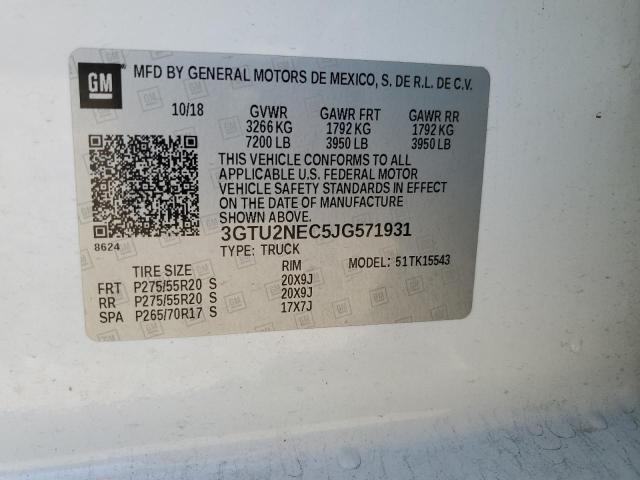 GM MFD BY GENERAL MOTORS DE MEXICO, S. DE R.L. DE C.V.
10/18 GVWR GAWR FRT GAWR RR
3266 KG 1792 KG 1792 KG
7200 LB 3950 LB 3950 LB
THIS VEHICLE CONFORMS TO ALL
APPLICABLE U.S. FEDERAL MOTOR
VEHICLE SAFETY STANDARDS IN EFFECT
ON THE DATE OF MANUFACTURE
SHOWN ABOVE.
8624 3GTU2NEC5JG571931
TYPE: TRUCK
TIRE SIZE RIM MODEL: 51TK15543
FRT P275/55R20 S 20X9J
RR P275/55R20 S 20X9J
SPA P265/70R17 S 17X7J